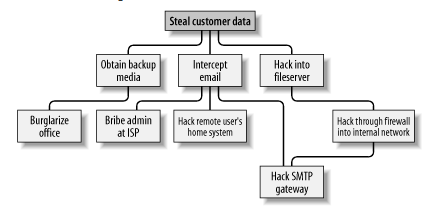 Steal customer data
Obtain backup
media
Intercept
email
Hack into
fileserver
Burglarize
office
Bribe admin
at ISP
Hack remote user's
home system
Hack through firewall
into internal network
Hack SMTP
gateway